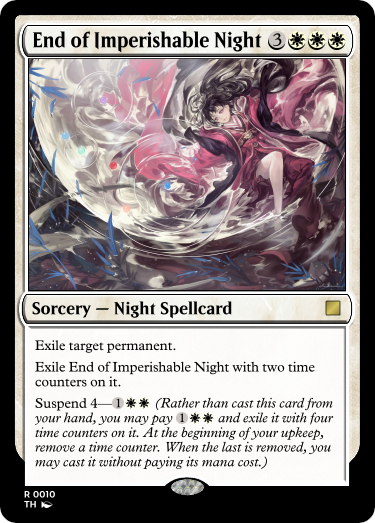 End of Imperishable Night 3
Sorcery — Night Spellcard
Exile target permanent.
Exile End of Imperishable Night with two time
counters on it.
Suspend 4—1 (Rather than cast this card from
your hand, you may pay 1 and exile it with four
time counters on it. At the beginning of your upkeep,
remove a time counter. When the last is removed, you
may cast it without paying its mana cost.)
R 0010
TH